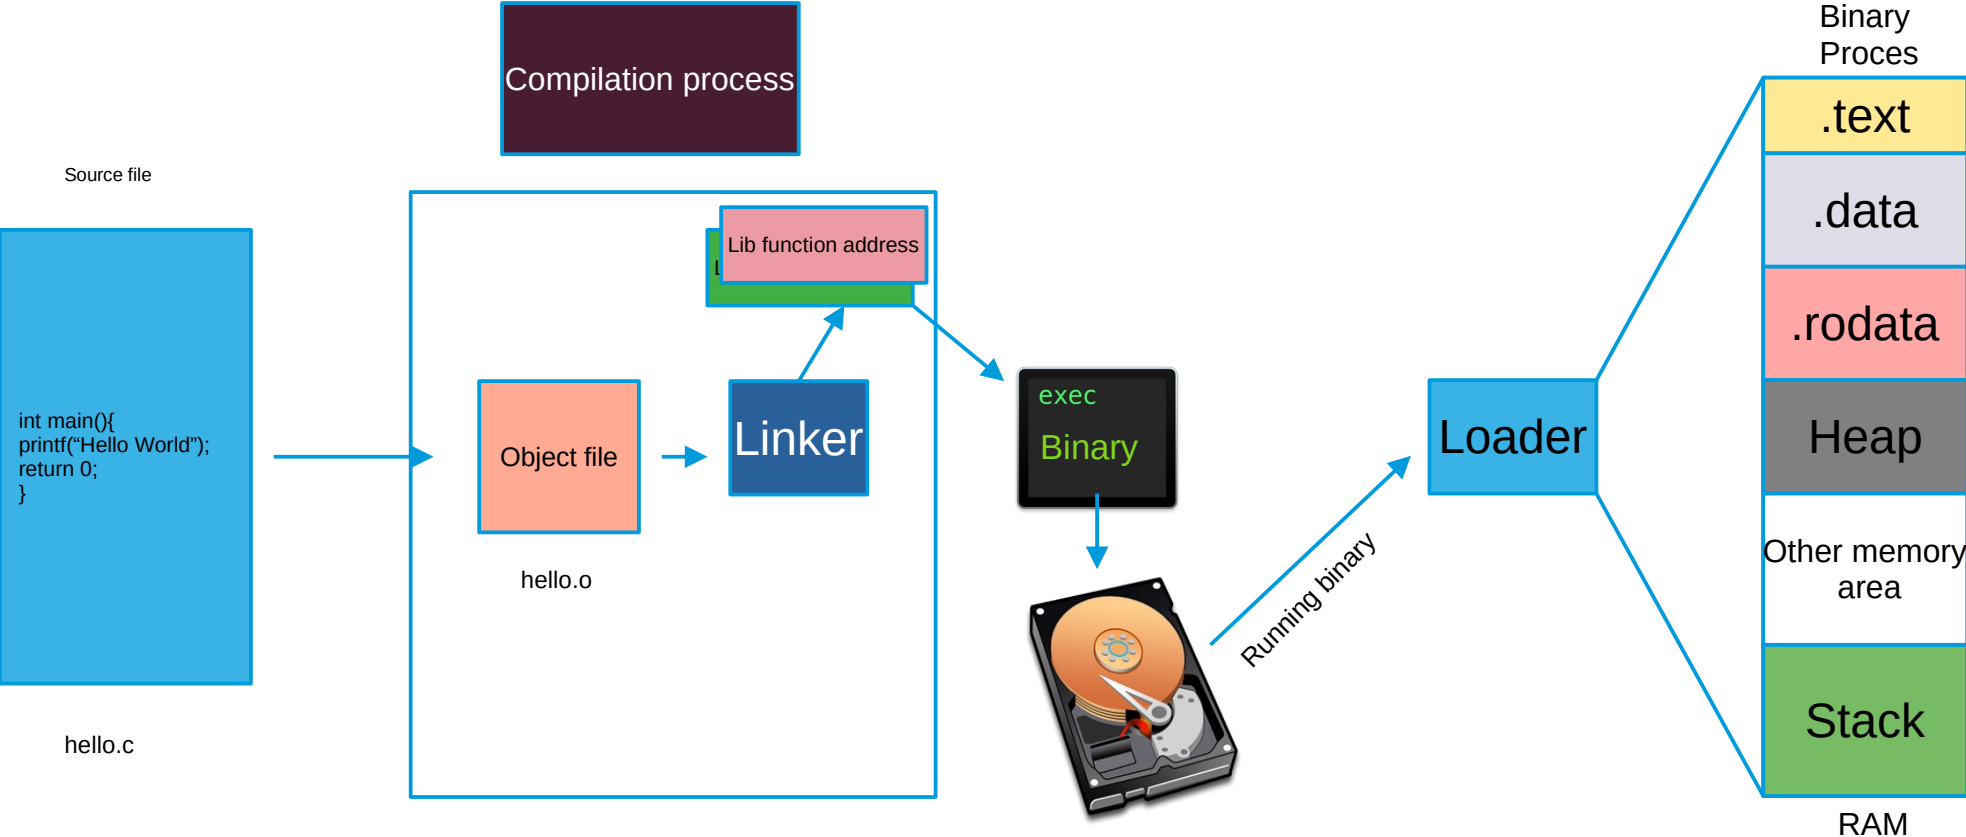 Compilation process
Source file
int main(){
printf(“Hello World”);
return 0;
}
hello.c
Lib function address
Object file
hello.o
Linker
exec
Binary
Running binary
Loader
Binary
Proces
.text
.data
.rodata
Heap
Other memory
area
Stack
RAM